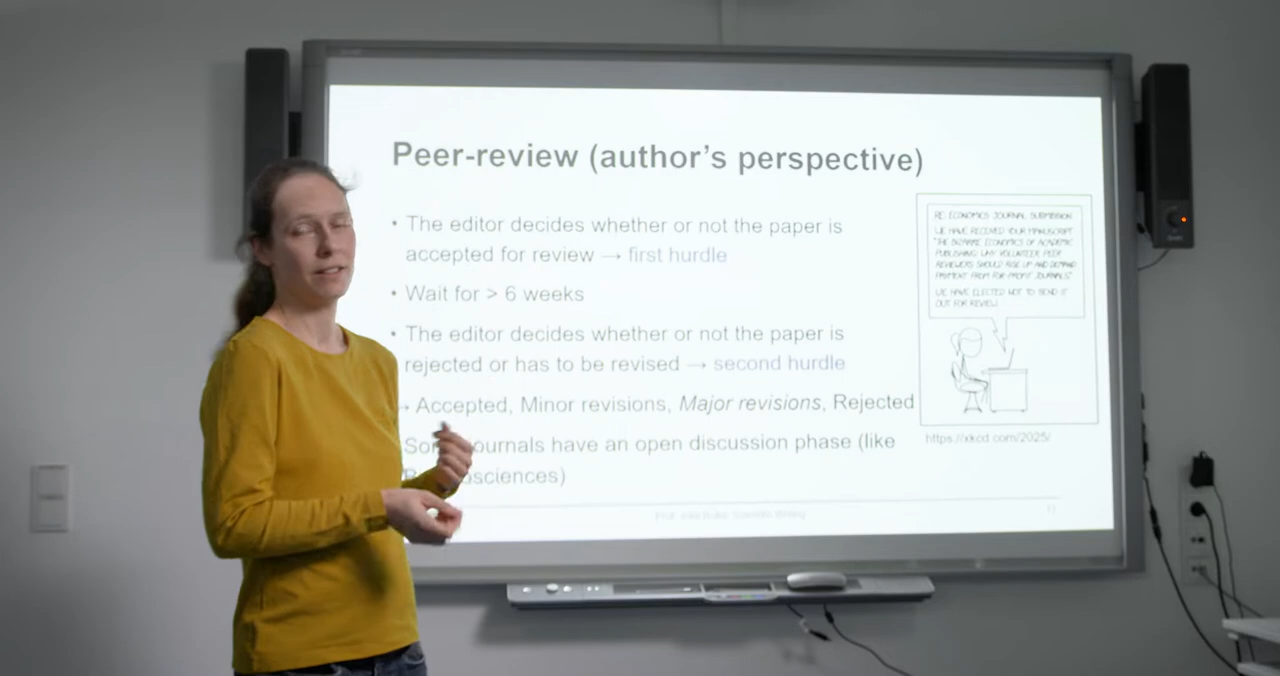 Peer-review (author's perspective)
• The editor decides whether or not the paper is
accepted for review → first hurdle
• Wait for > 6 weeks
• The editor decides whether or not the paper is
rejected or has to be revised → second hurdle
→ Accepted, Minor revisions, Major revisions, Rejected
journals have an open discussion phase (like
RE: ECONOMICS JOURNAL SUBMISSION
WE HAVE RECEIVED YOUR MANUSCRIPT
"THE BIZARRE ECONOMICS OF ACADEMIC
PUBLISHING: WHY VOLUNTEER PEER
REVIEWERS SHOULD RISE UP AND DEMAND
PAYMENT FROM FOR-PROFIT JOURNALS."
WE HAVE ELECTED NOT TO SEND IT
OUT FOR REVIEW.
https://xkcd.com/2025/
Scientific Writing